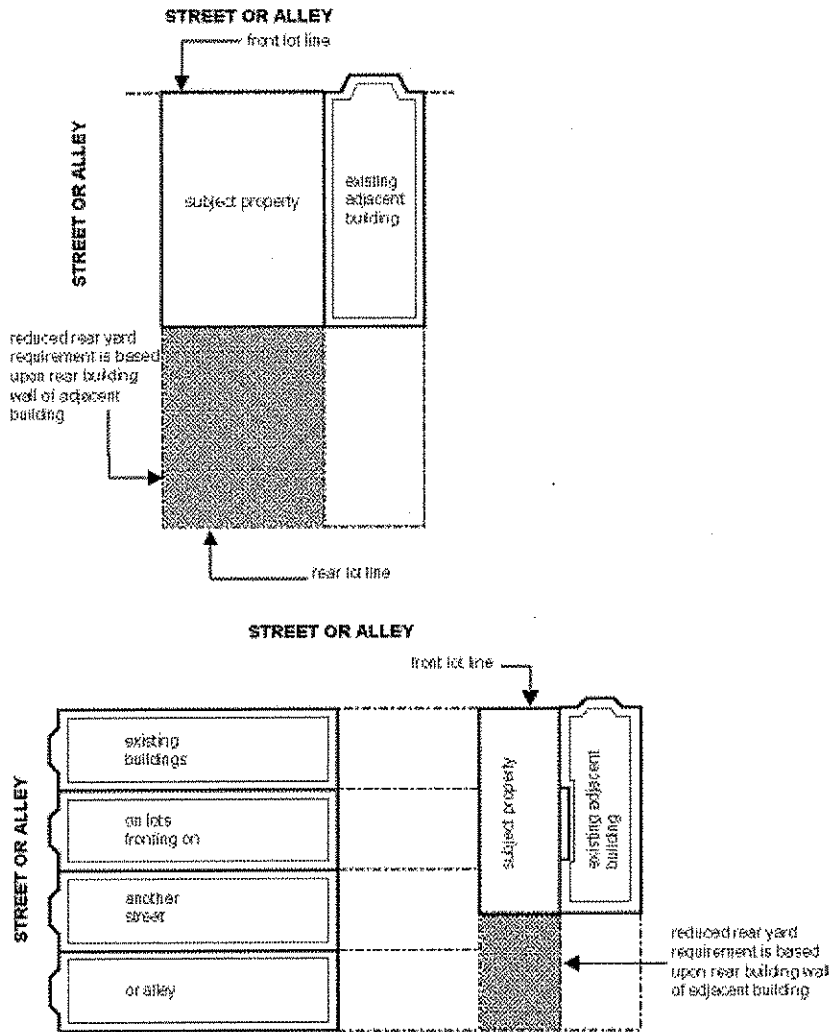 STREET OR ALLEY
front lot line
STREET OR ALLEY
subject property
existing
adjacent
building
reduced rear yard
requirement is based
upon rear building
wall of adjacent
building
rear lot line
STREET OR ALLEY
front lot line
STREET OR ALLEY
existing
buildings
on lots
fronting on
another
street
or alley
subject property
existing adjacent
building
reduced rear yard
requirement is based
upon rear building wall
of adjacent building